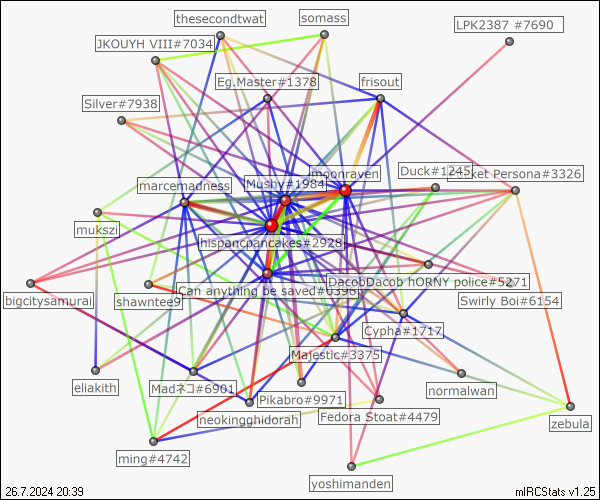 thesecondtwat
somass
LPK2387 #7690
JKOUYH VIII#7034
Eg.Master#1378
frisout
Silver#7938
moonraven
Duck#1245
Persona#3326
Mushy#1984
marcemadness
mukszi
hispancpancakes#2928
DacobDacob hORNY police#5271
Can anything be saved
bigcitysamurai
shawntee9
Swirly Boi#6154
Cypha#1717
Majestic#3375
eliakith
Madネコ#6901
Pikabro#9971
normalwan
neokingghidorah
Fedora Stoat#4479
zebula
ming#4742
yoshimanden
26.7.2024 20:39
mIRCStats v1.25